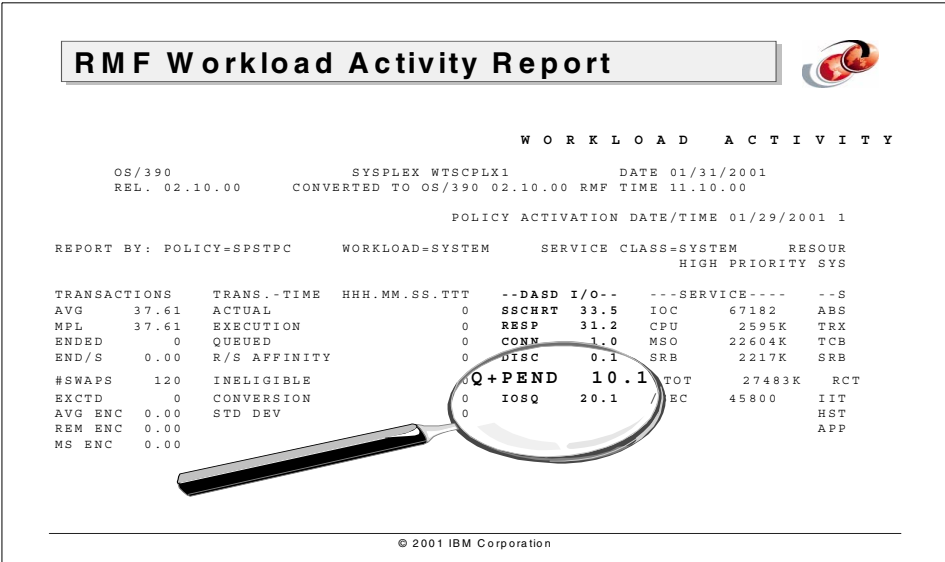 RMF Workload Activity Report
WORKLOAD ACTIVITY
OS/390 SYSPLEX WTSCPLX1 DATE 01/31/2001
REL. 02.10.00 CONVERTED TO OS/390 02.10.00 RMF TIME 11.10.00
POLICY ACTIVATION DATE/TIME 01/29/2001 1
REPORT BY: POLICY=SPSTPC WORKLOAD=SYSTEM SERVICE CLASS=SYSTEM RESOUR
HIGH PRIORITY SYS
TRANSACTIONS TRANS.-TIME HHH.MM.SS.TTT --DASD I/O-- ---SERVICE---- --S
AVG 37.61 ACTUAL 0 SSCHRT 33.5 IOC 67182 ABS
MPL 37.61 EXECUTION 0 RESP 31.2 CPU 2595K TRX
ENDED 0 QUEUED 0 CONN 1.0 MSO 22604K TCB
END/S 0.00 R/S AFFINITY 0 DISC 0.1 SRB 2217K SRB
#SWAPS 120 INELIGIBLE 0 Q+PEND 10.1 TOT 27483K RCT
EXCTD 0 CONVERSION 0 IOSQ 20.1 /SEC 45800 IIT
AVG ENC 0.00 STD DEV 0 HST
REM ENC 0.00 APP
MS ENC 0.00
© 2001 IBM Corporation